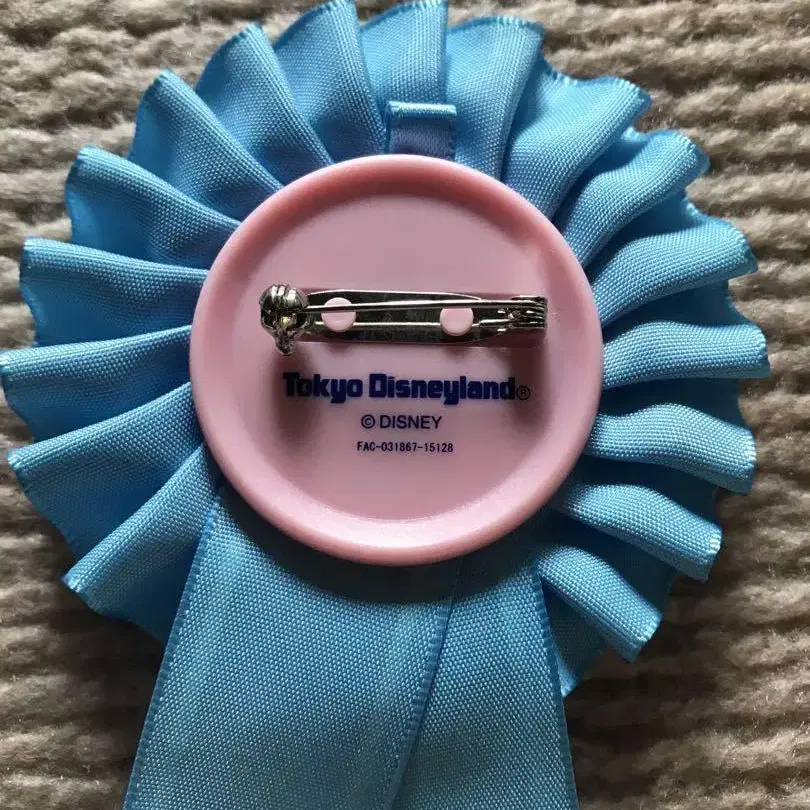 Tokyo Disneyland®
© DISNEY
FAC-031867-15128